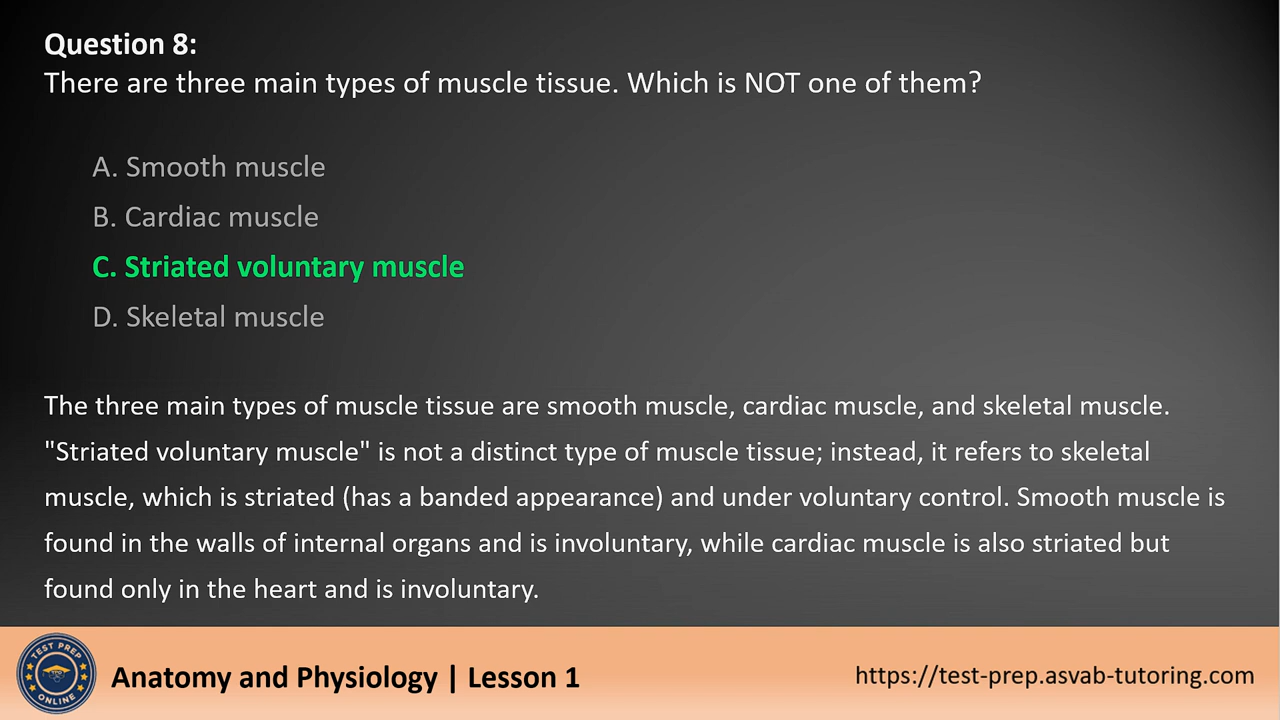 Question 8:
There are three main types of muscle tissue. Which is NOT one of them?
A. Smooth muscle
B. Cardiac muscle
C. Striated voluntary muscle
D. Skeletal muscle
The three main types of muscle tissue are smooth muscle, cardiac muscle, and skeletal muscle.
"Striated voluntary muscle" is not a distinct type of muscle tissue; instead, it refers to skeletal
muscle, which is striated (has a banded appearance) and under voluntary control. Smooth muscle is
found in the walls of internal organs and is involuntary, while cardiac muscle is also striated but
found only in the heart and is involuntary.
TEST PREP
ONLINE
Anatomy and Physiology | Lesson 1
https://test-prep.asvab-tutoring.com